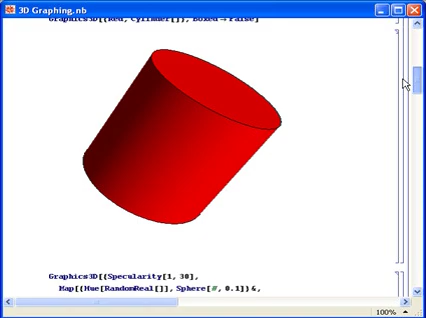 3D Graphing.nb
Graphics3D[{Red, Cylinder[]}, Boxed→False]
Graphics3D[{Specularity[1, 30],
Map[{Hue[RandomReal[]], Sphere[#, 0.1]}&,
100%